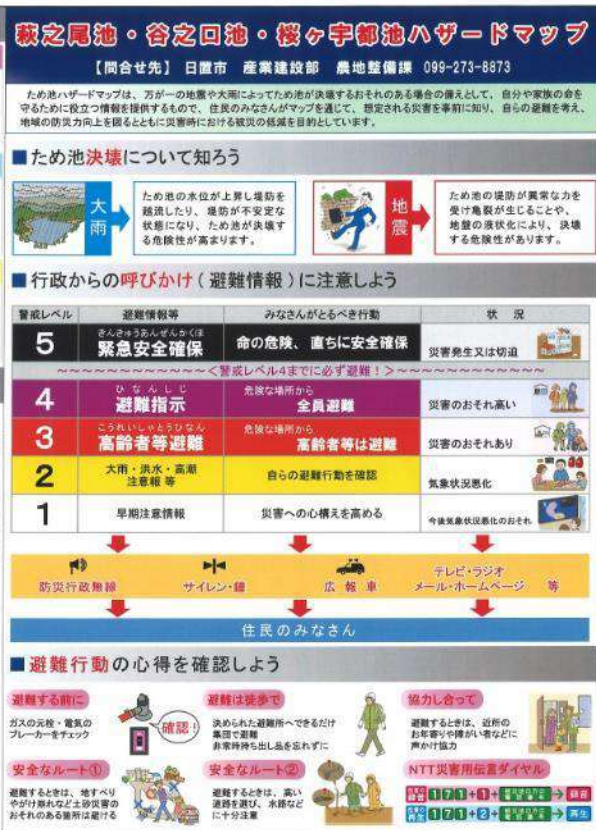 萩之尾池・谷之口池・桜ヶ宇都池ハザードマップ
【問合せ先】 日置市 産業建設部 農地整備課 099-273-8873
ため池ハザードマップは、万が一の地震や大雨によってため池が決壊するおそれのある場合の備えとして、自分や家族の命を
守るために役立つ情報を提供するもので、住民のみなさんがマップを通じて、想定される災害を事前に知り、自らの避難を考え、
地域の防災力向上を図るとともに災害時における被災の低減を目的としています。
■ため池決壊について知ろう
大雨
ため池の水位が上昇し堤防を
越流したり、堤防が不安定な
状態になり、ため池が決壊す
る危険性が高まります。
地震
ため池の堤防が異常な力を
受け亀裂が生じることや、
地盤の液状化により、決壊
する危険性があります。
■行政からの呼びかけ(避難情報)に注意しよう
警戒レベル 避難情報等 みなさんがとるべき行動 状 況
5 きんきゅうあんぜんかくほ
緊急安全確保 命の危険、直ちに安全確保 災害発生又は切迫
~~~~~~~~~~~~<警戒レベル4までに必ず避難!>~~~~~~~~~~~~
4 ひなんしじ
避難指示 危険な場所から
全員避難 災害のおそれ高い
3 こうれいしゃとうひなん
高齢者等避難 危険な場所から
高齢者等は避難 災害のおそれあり
2 大雨・洪水・高潮
注意報 等 自らの避難行動を確認 気象状況悪化
1 早期注意情報 災害への心構えを高める 今後気象状況悪化のおそれ
防災行政無線 サイレン・鐘 広報車 テレビ・ラジオ
メール・ホームページ 等
住民のみなさん
■避難行動の心得を確認しよう
避難する前に
ガスの元栓・電気の
ブレーカーをチェック
確認!
避難は徒歩で
決められた避難所へできるだけ
集団で避難
非常時持ち出し品を忘れずに
協力し合って
避難するときは、近所の
お年寄りや障がい者などに
声かけ協力
安全なルート①
避難するときは、地すべり
やがけ崩れなど土砂災害の
おそれのある箇所は避ける
安全なルート②
避難するときは、高い
道路を選び、水路など
に十分注意
NTT災害用伝言ダイヤル
171+1+ 録音
171+2+ 再生